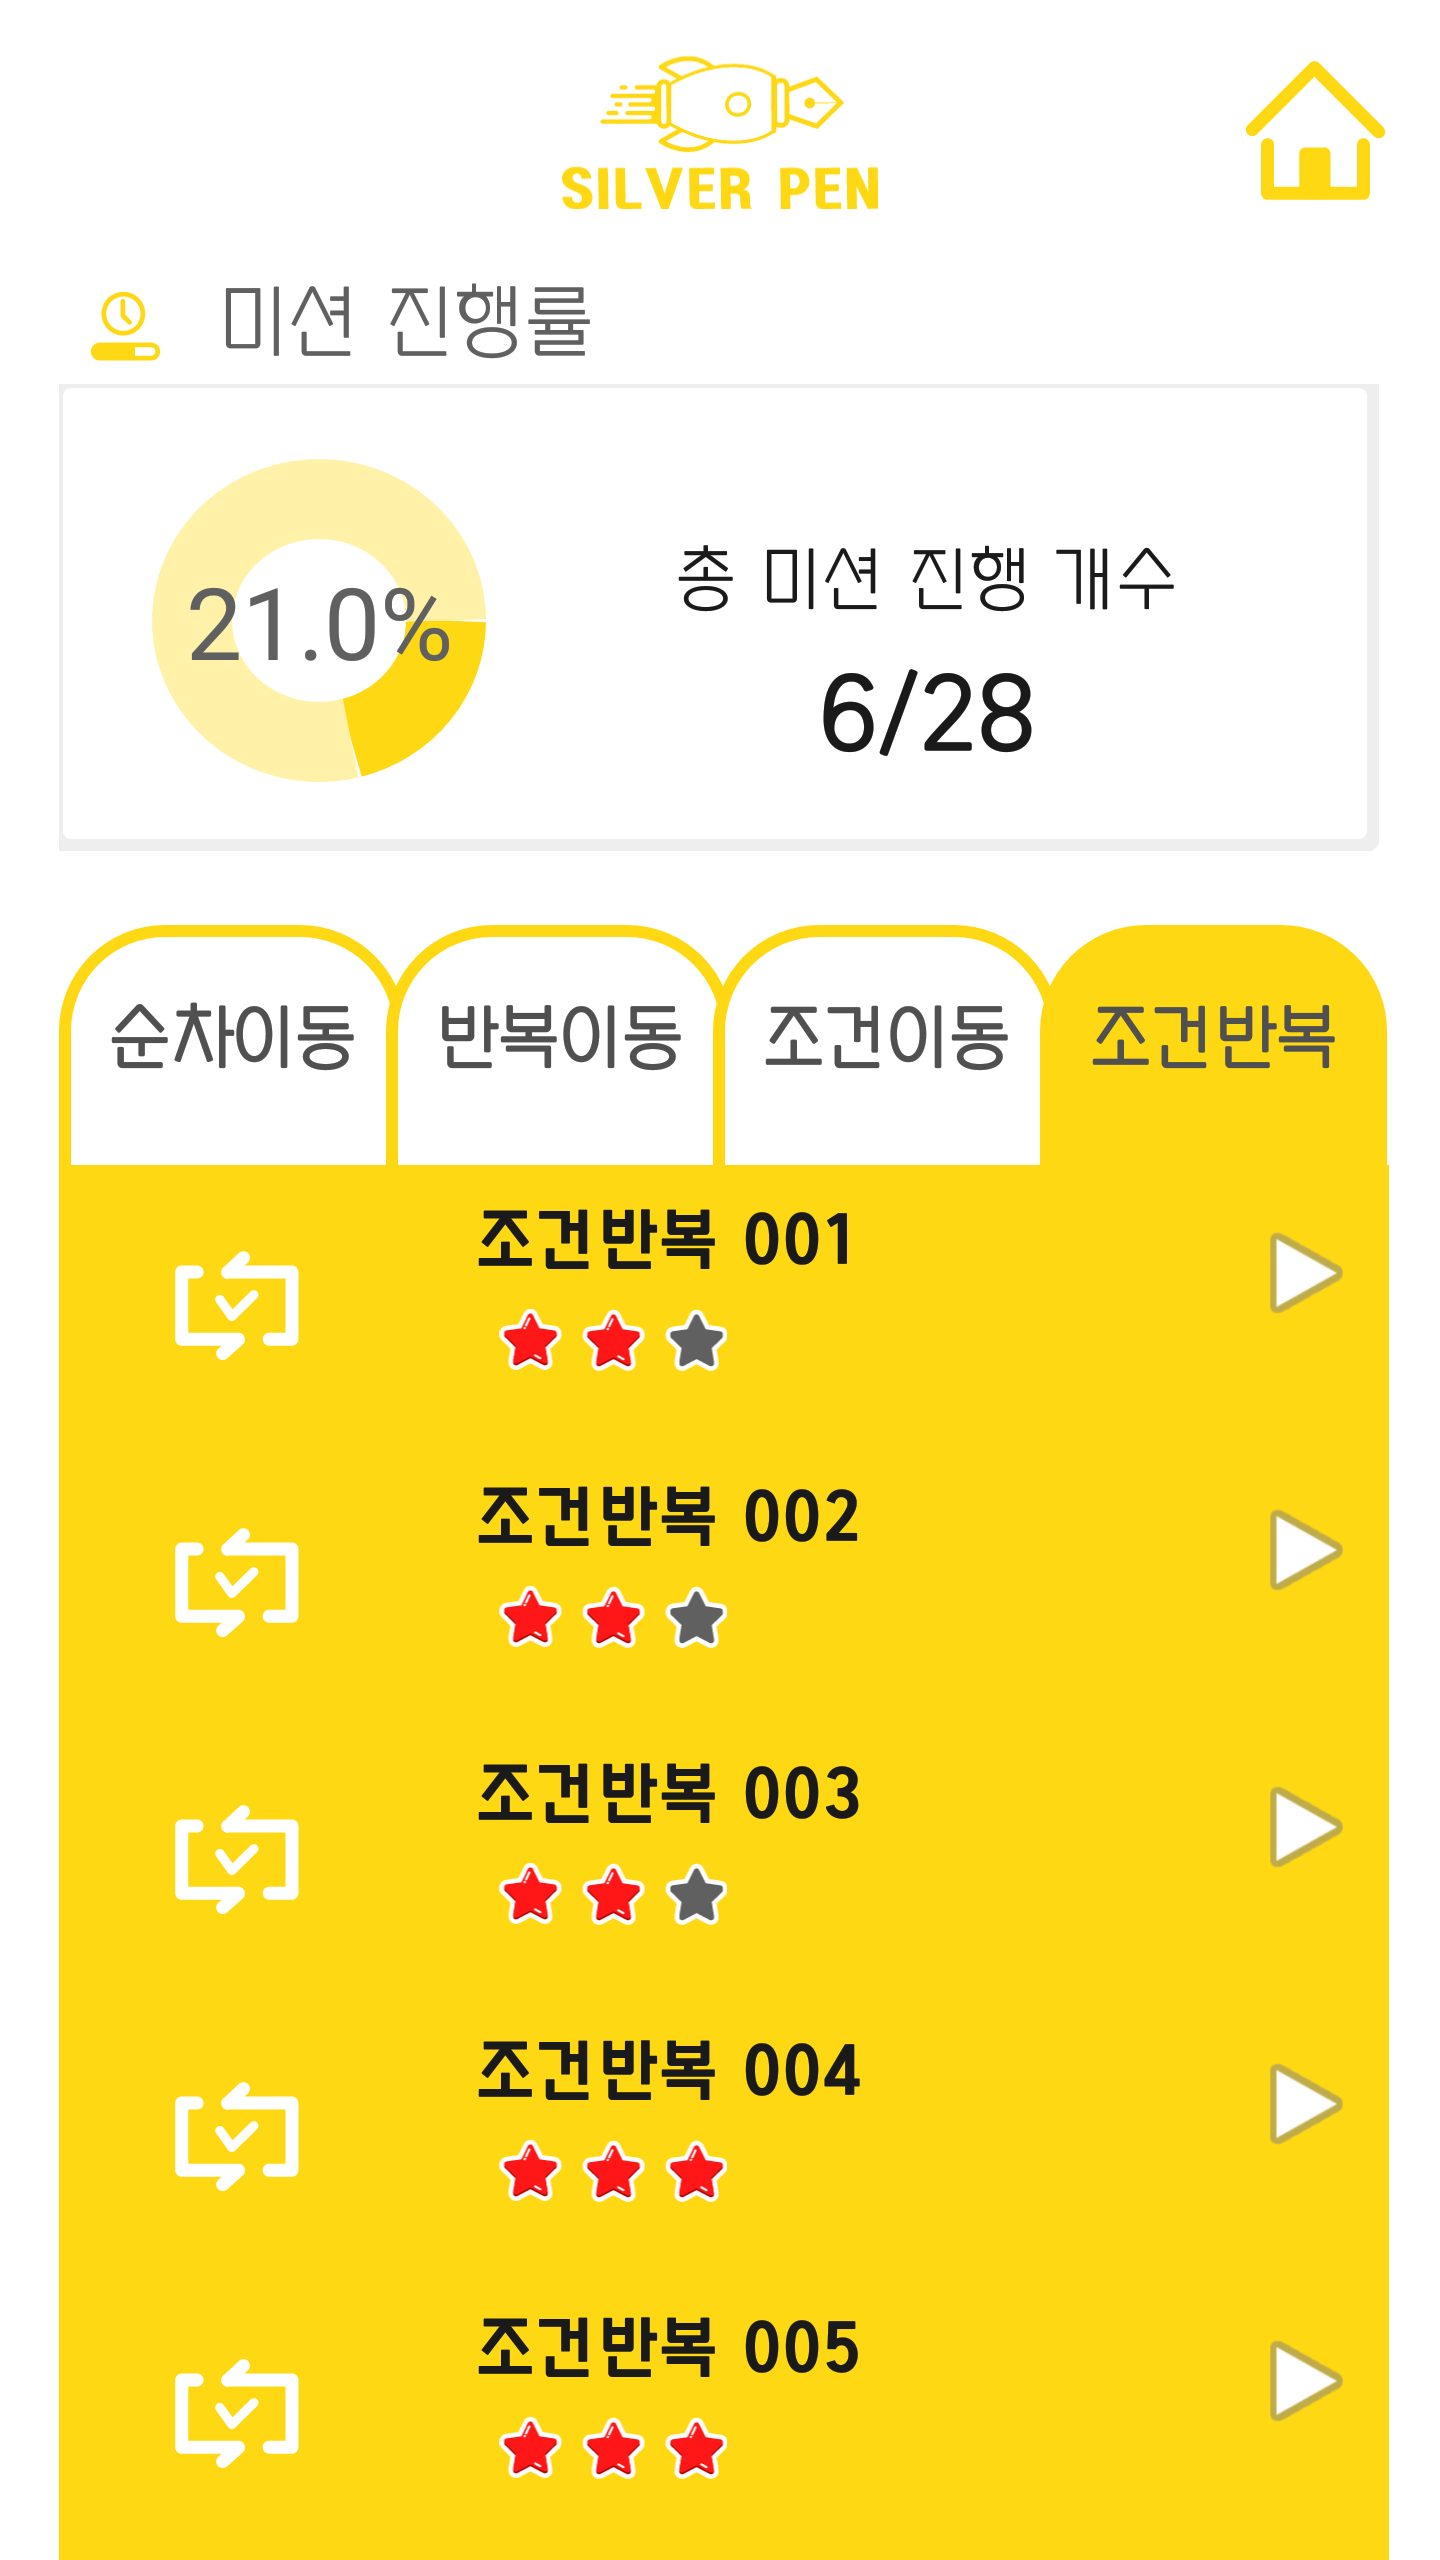 SILVER PEN
미션 진행률
21.0%
총 미션 진행 개수
6/28
순차이동
반복이동
조건이동
조건반복
조건반복 001
조건반복 002
조건반복 003
조건반복 004
조건반복 005